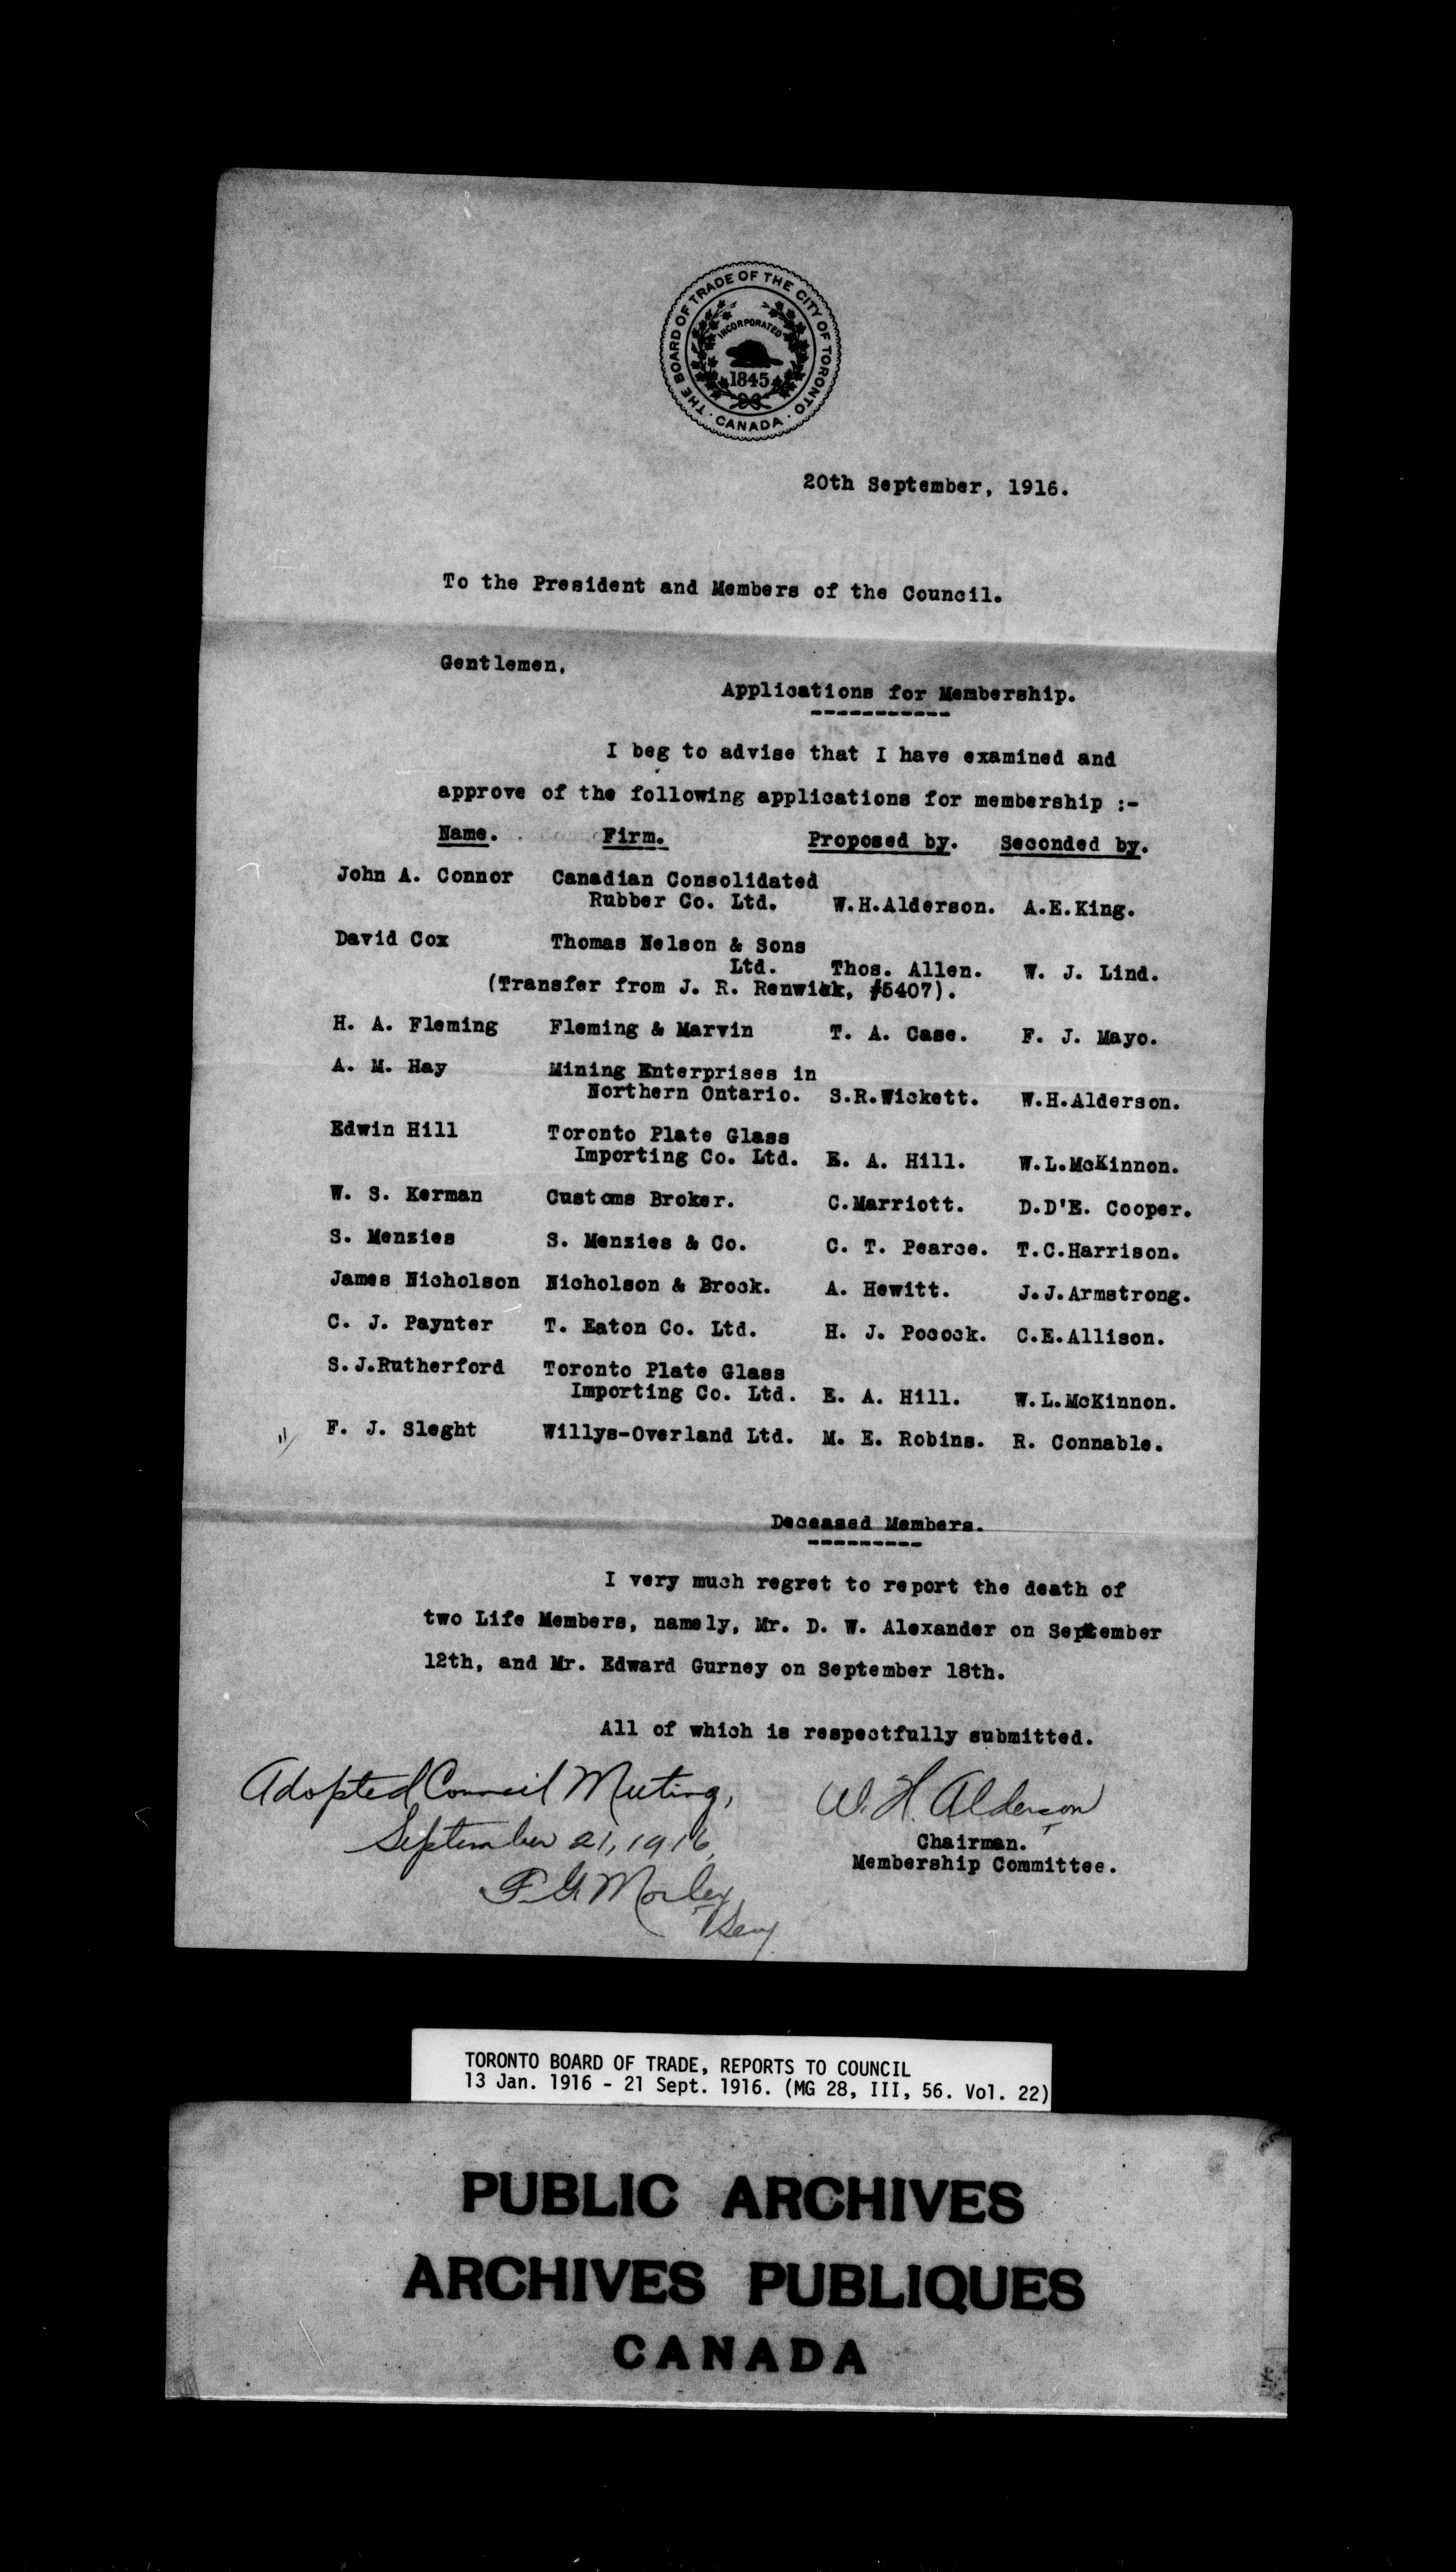 THE BOARD OF TRADE OF THE CITY OF TORONTO
INCORPORATED
1845
CANADA
20th September, 1916.
To the President and Members of the Council.
Gentlemen,
Applications for Membership.
-----------
I beg to advise that I have examined and
approve of the following applications for membership :-
Name. Firm. Proposed by. Seconded by.
John A. Connor Canadian Consolidated
Rubber Co. Ltd. W.H.Alderson. A.E.King.
David Cox Thomas Nelson & Sons
Ltd. Thos. Allen. W. J. Lind.
(Transfer from J. R. Renwick, #5407).
H. A. Fleming Fleming & Marvin T. A. Case. F. J. Mayo.
A. M. Hay Mining Enterprises in
Northern Ontario. S.R.Wickett. W.H.Alderson.
Edwin Hill Toronto Plate Glass
Importing Co. Ltd. E. A. Hill. W.L.McKinnon.
W. S. Kerman Customs Broker. C.Marriott. D.D'E. Cooper.
S. Menzies S. Menzies & Co. C. T. Pearce. T.C.Harrison.
James Nicholson Nicholson & Brock. A. Hewitt. J.J.Armstrong.
C. J. Paynter T. Eaton Co. Ltd. H. J. Pocock. C.E.Allison.
S.J.Rutherford Toronto Plate Glass
Importing Co. Ltd. E. A. Hill. W.L.McKinnon.
11/ F. J. Sleght Willys-Overland Ltd. M. E. Robins. R. Connable.
Deceased Members.
---------
I very much regret to report the death of
two Life Members, namely, Mr. D. W. Alexander on September
12th, and Mr. Edward Gurney on September 18th.
All of which is respectfully submitted.
Adopted Council Meeting,
September 21, 1916,
F G Morley
Secy.
W. H. Alderson
Chairman.
Membership Committee.
TORONTO BOARD OF TRADE, REPORTS TO COUNCIL
13 Jan. 1916 - 21 Sept. 1916. (MG 28, III, 56. Vol. 22)
PUBLIC ARCHIVES
ARCHIVES PUBLIQUES
CANADA